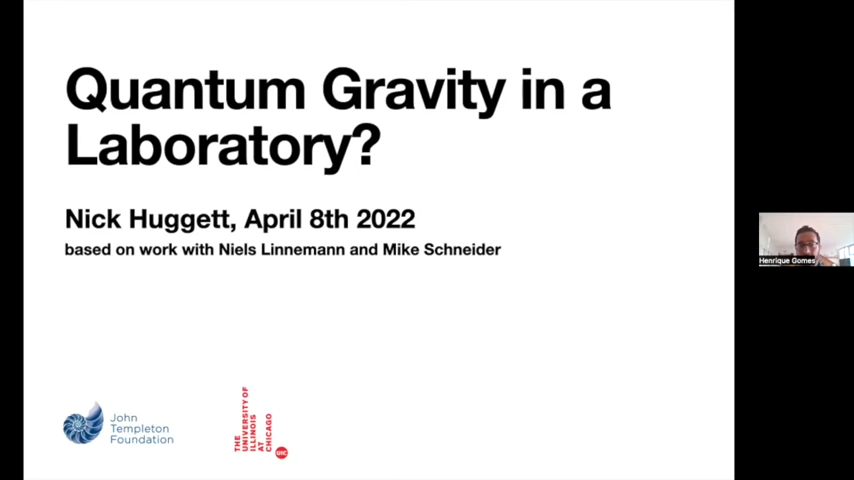 Quantum Gravity in a
Laboratory?
Nick Huggett, April 8th 2022
based on work with Niels Linnemann and Mike Schneider
Henrique Gomes
John
Templeton
Foundation
THE
UNIVERSITY OF
ILLINOIS
AT
CHICAGO
UIC